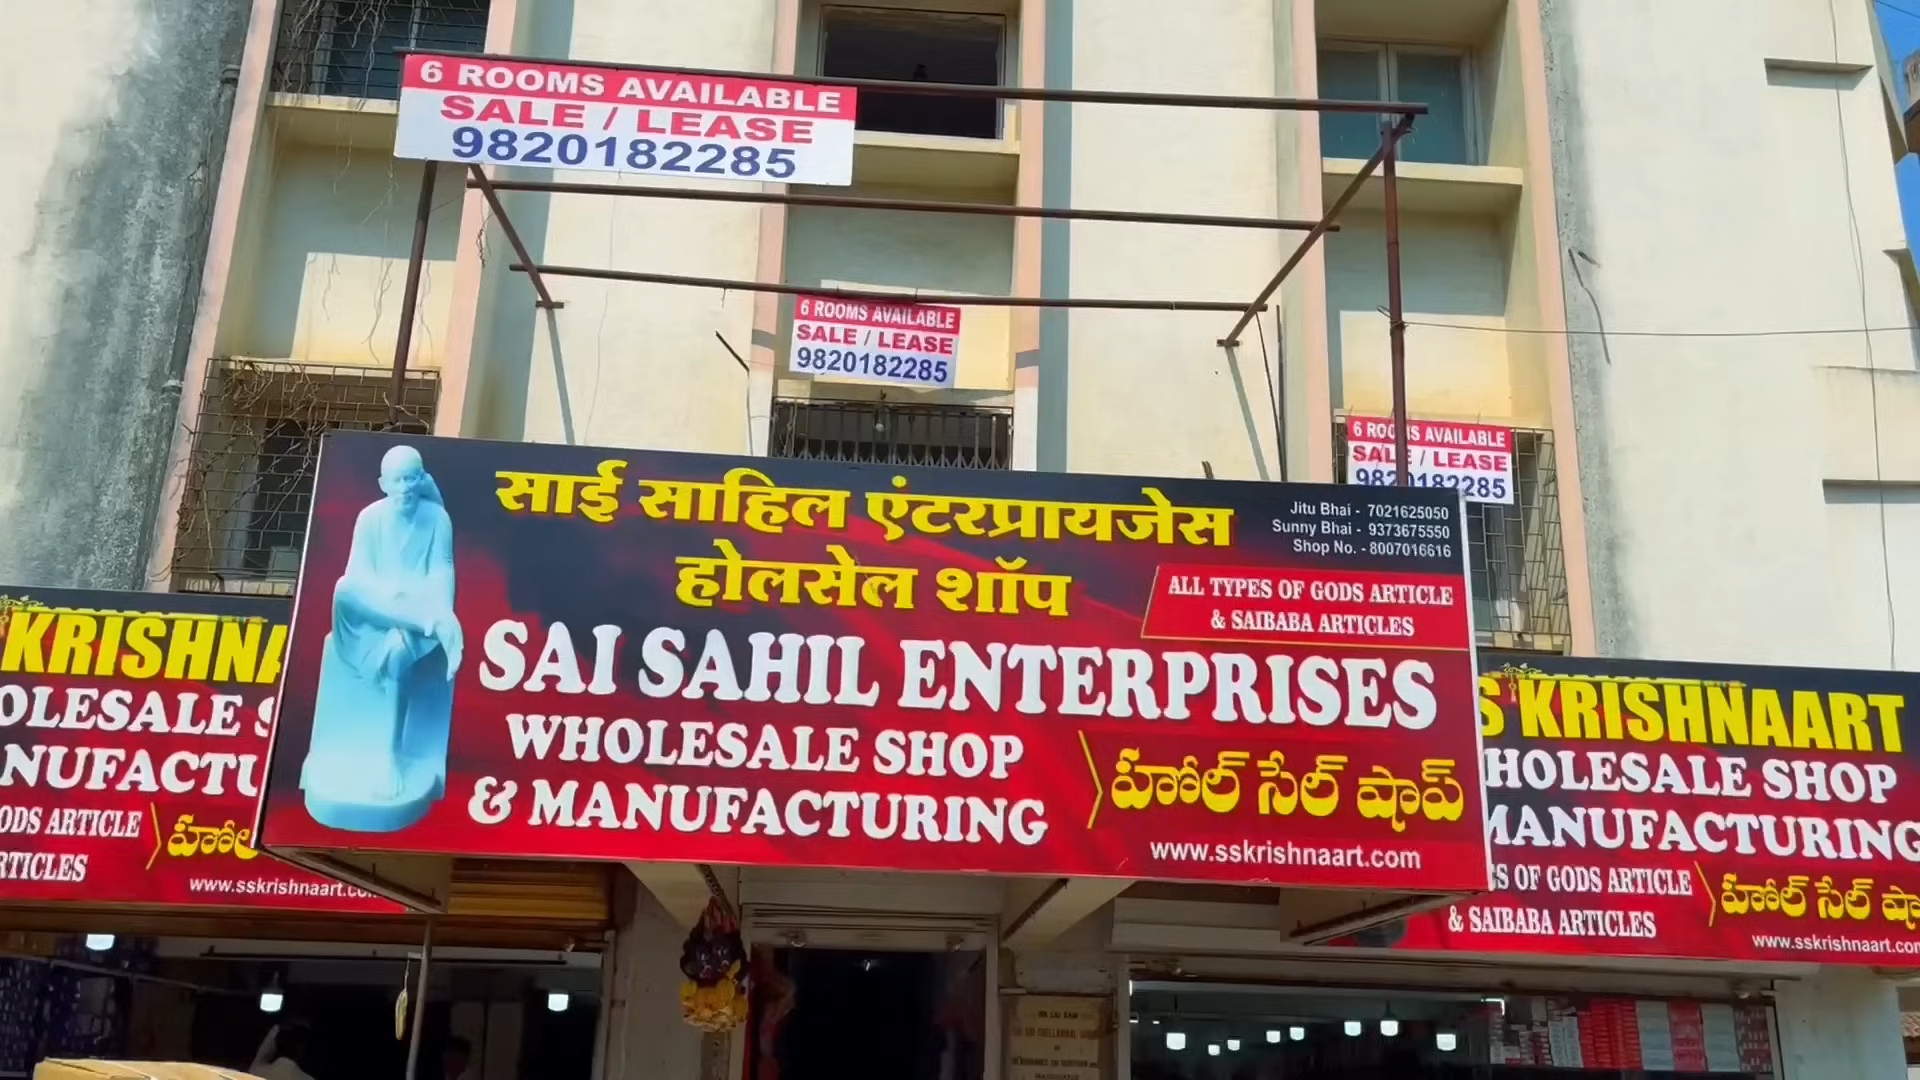 6 ROOMS AVAILABLE
SALE / LEASE
9820182285
6 ROOMS AVAILABLE
SALE / LEASE
9820182285
6 ROOMS AVAILABLE
SALE / LEASE
9820182285
साई साहिल एंटरप्रायजेस
होलसेल शॉप
Jitu Bhai - 7021625050
Sunny Bhai - 9373675550
Shop No. - 8007016616
ALL TYPES OF GODS ARTICLE
& SAIBABA ARTICLES
SAI SAHIL ENTERPRISES
WHOLESALE SHOP
& MANUFACTURING
హోల్ సేల్ షాప్
www.sskrishnaart.com
KRISHNA
OLESALE S
NUFACTU
ODS ARTICLE
RTICLES
హోల
www.sskrishnaart.co
S KRISHNAART
HOLESALE SHOP
MANUFACTURING
S OF GODS ARTICLE
& SAIBABA ARTICLES
హోల్ సేల్ షా
www.sskrishnaart.com